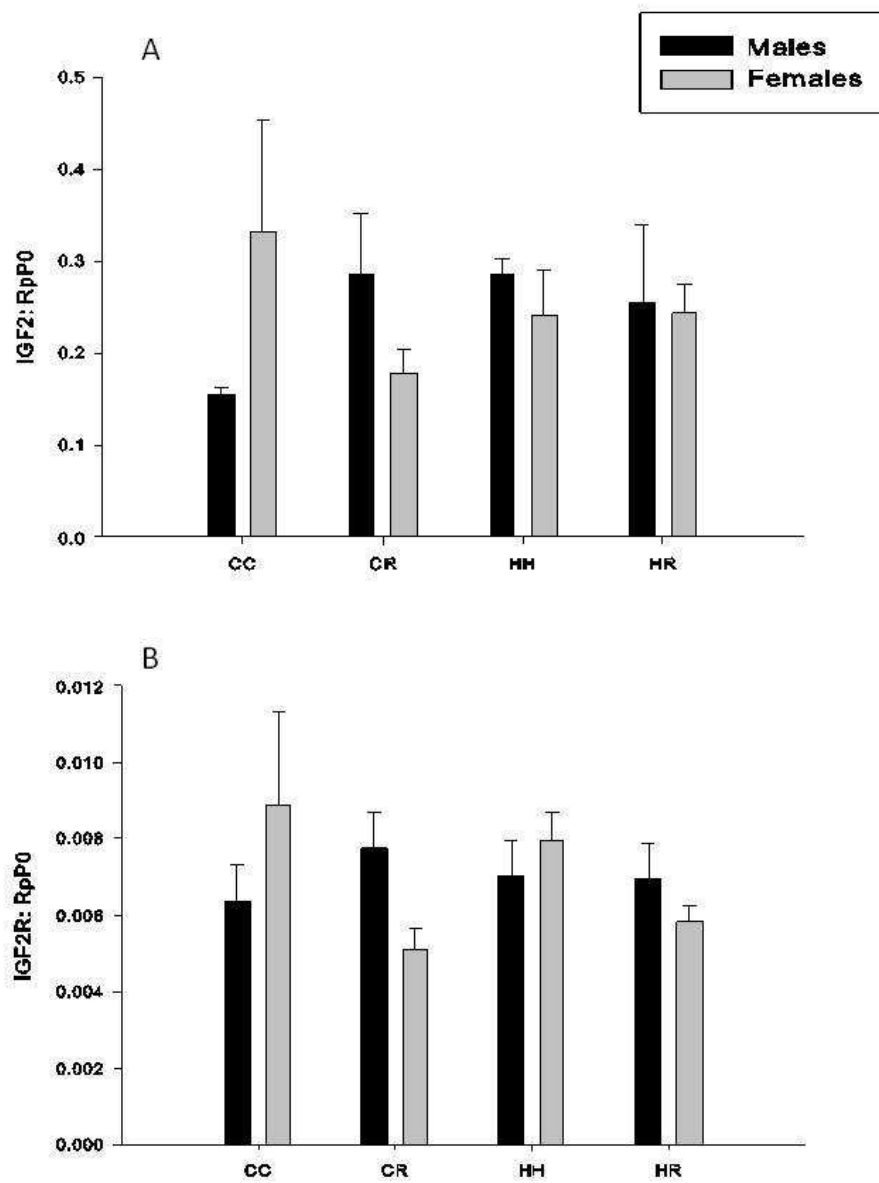 A
Males
Females
0.5
0.4
0.3
0.2
0.1
0.0
IGF2: RpP0
CC CR HH HR
B
0.012
0.010
0.008
0.006
0.004
0.002
0.000
IGF2R: RpP0
CC CR HH HR